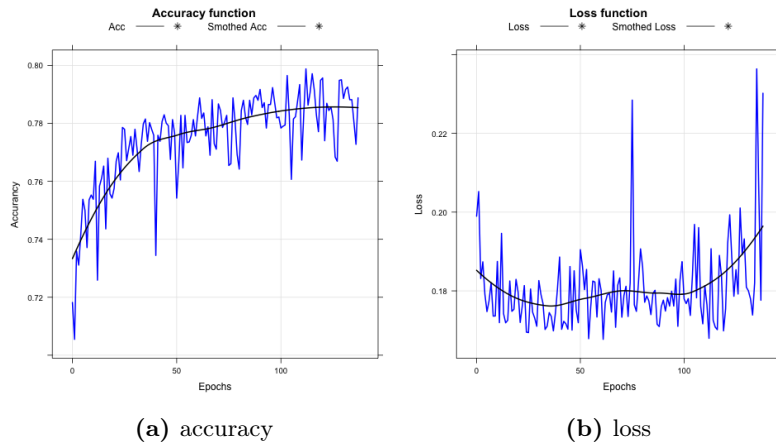 Accuracy function
Acc Smothed Acc
Accurancy
0.80
0.78
0.76
0.74
0.72
0 50 100
Epochs
(a) accuracy
Loss function
Loss Smothed Loss
Loss
0.22
0.20
0.18
0 50 100
Epochs
(b) loss